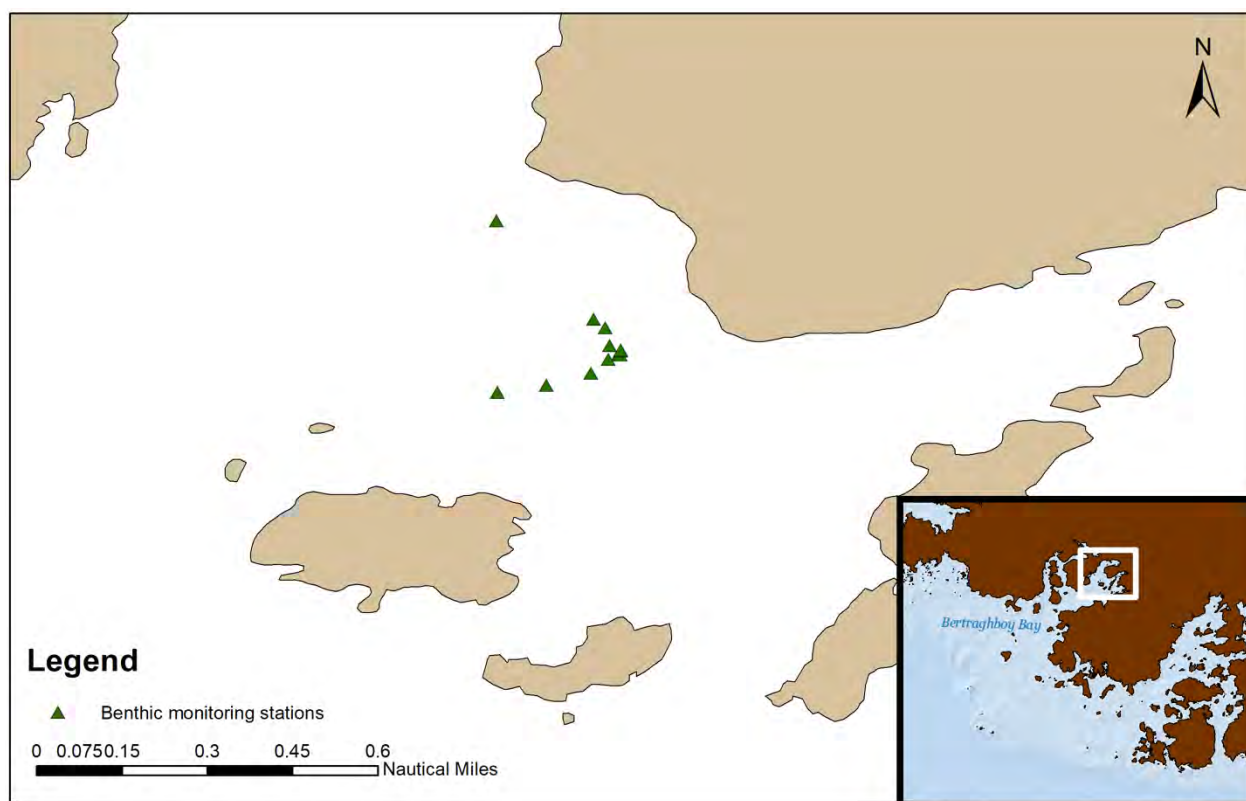 N
Bertraghboy Bay
Legend
Benthic monitoring stations
0 0.0750.15 0.3 0.45 0.6
Nautical Miles